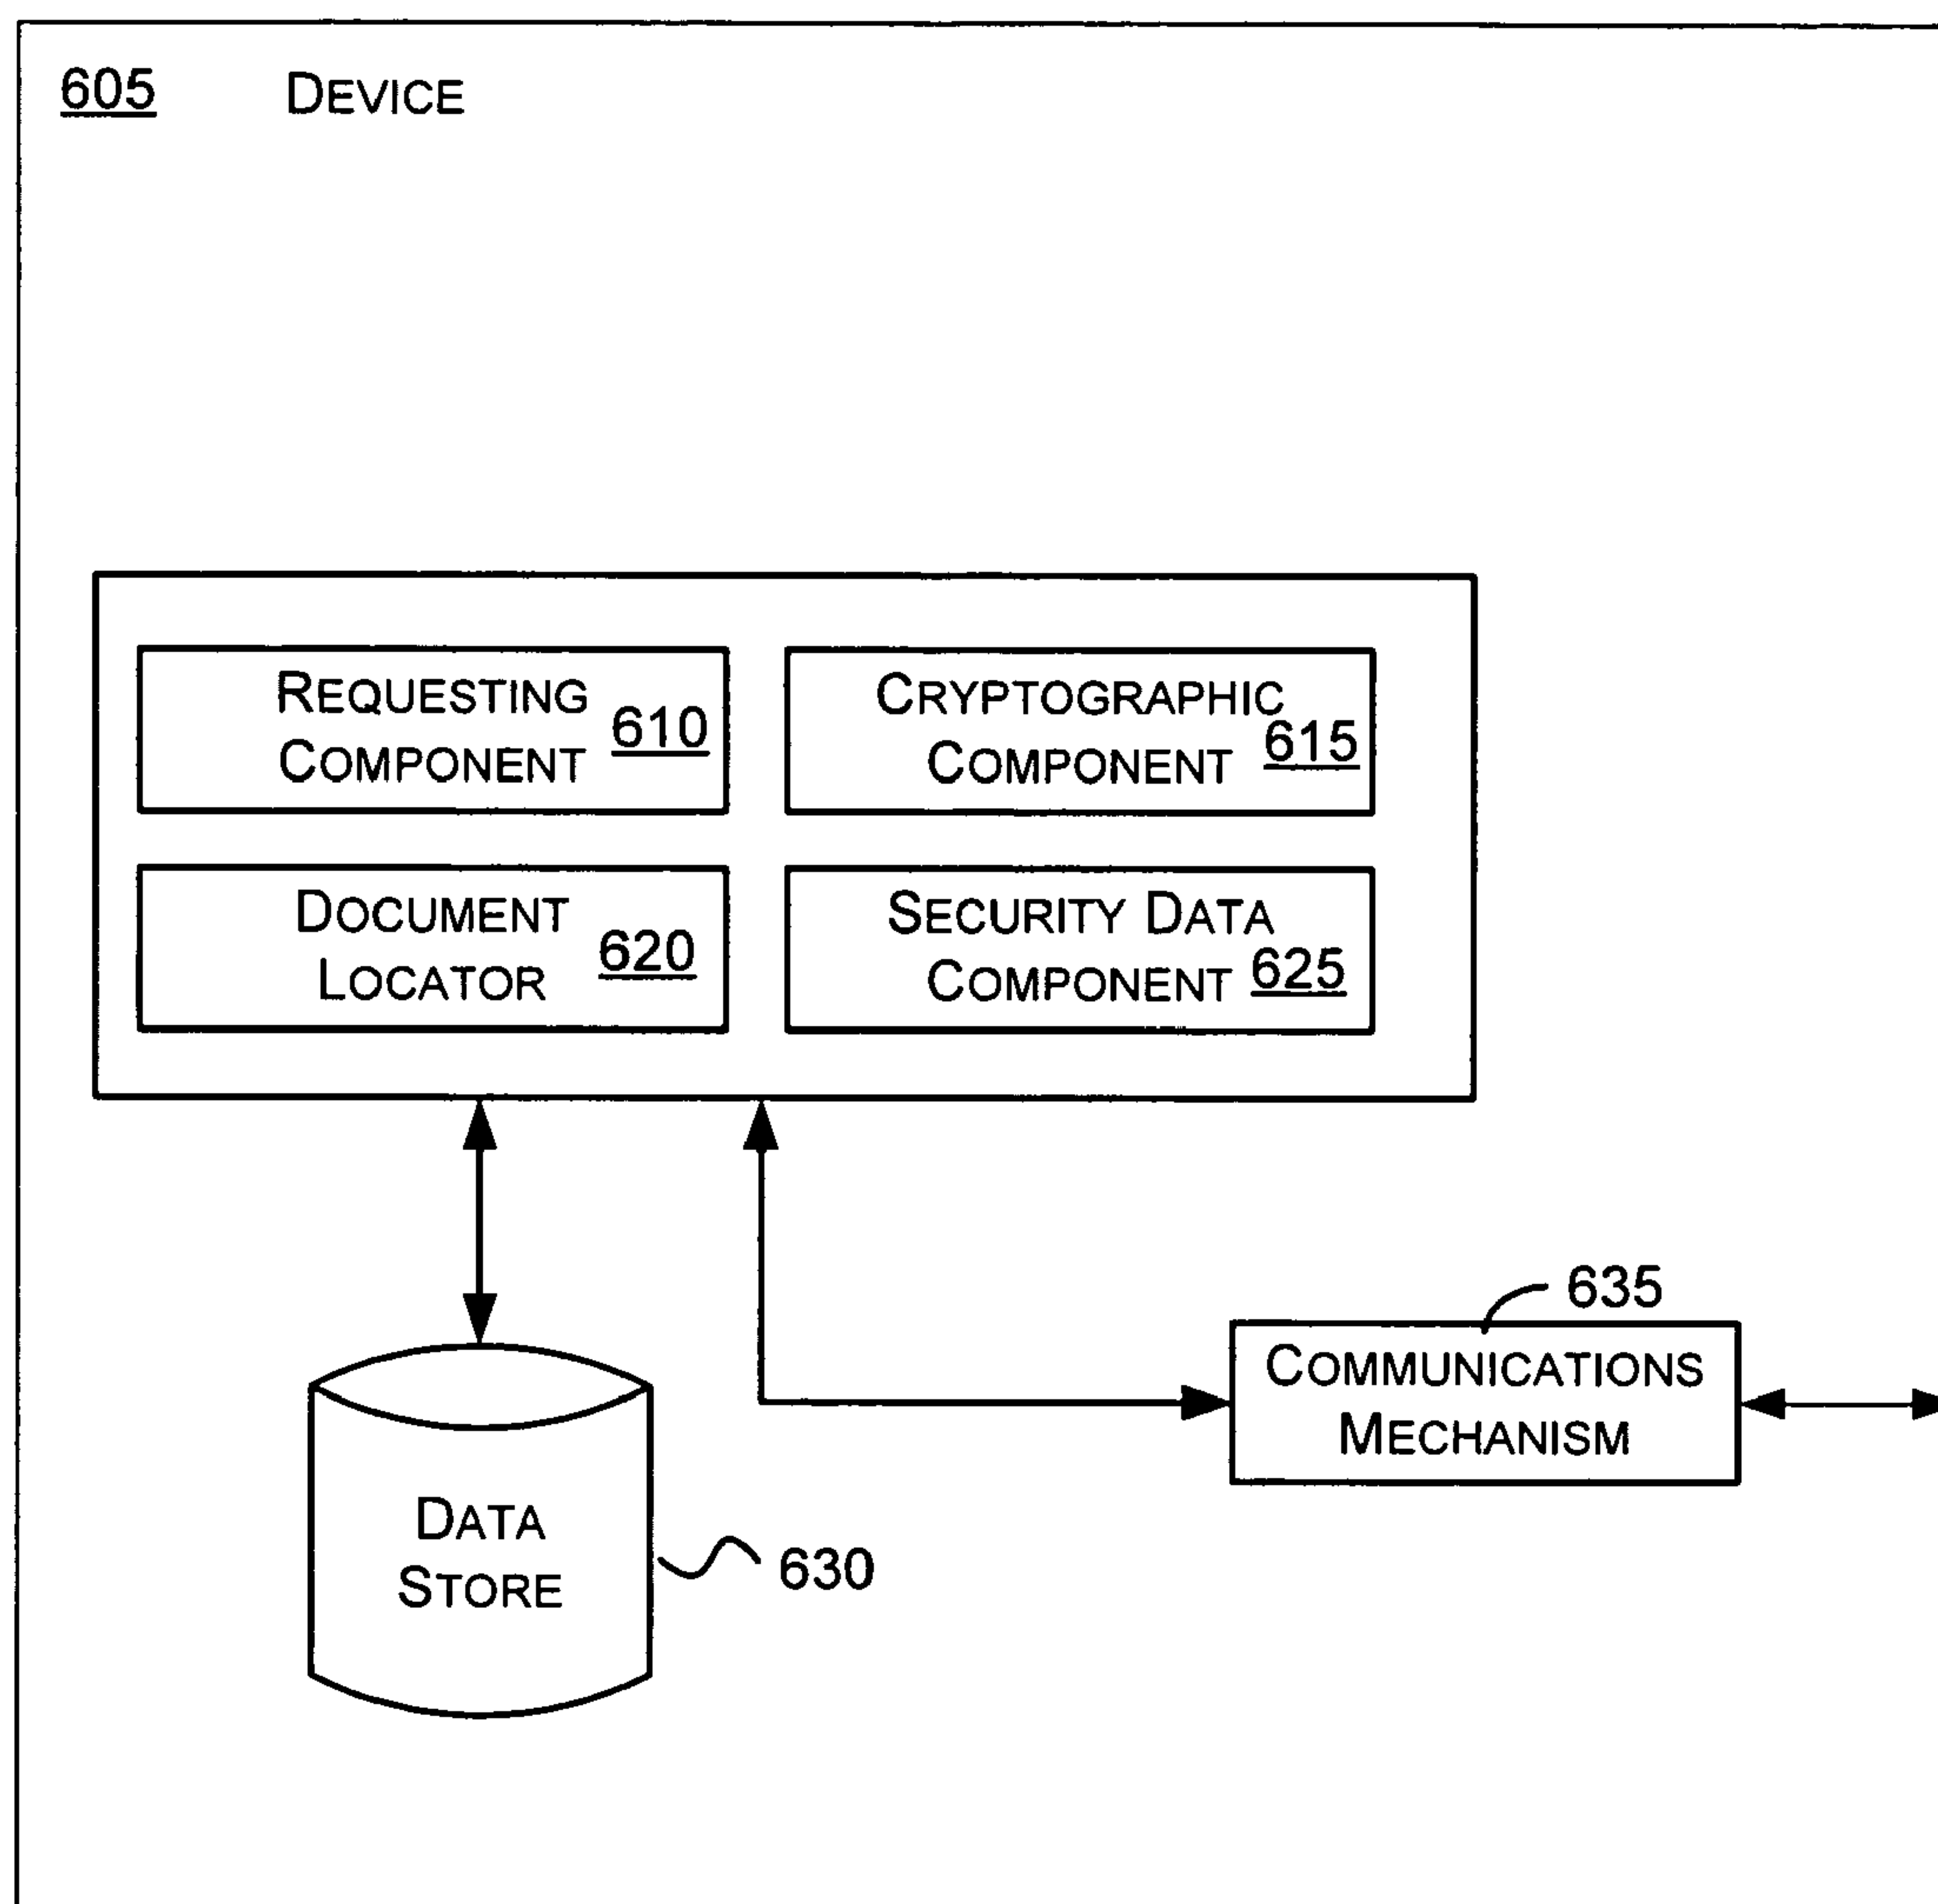 605 DEVICE
REQUESTING
COMPONENT 610
CRYPTOGRAPHIC
COMPONENT 615
DOCUMENT
LOCATOR 620
SECURITY DATA
COMPONENT 625
635
COMMUNICATIONS
MECHANISM
DATA
STORE
630